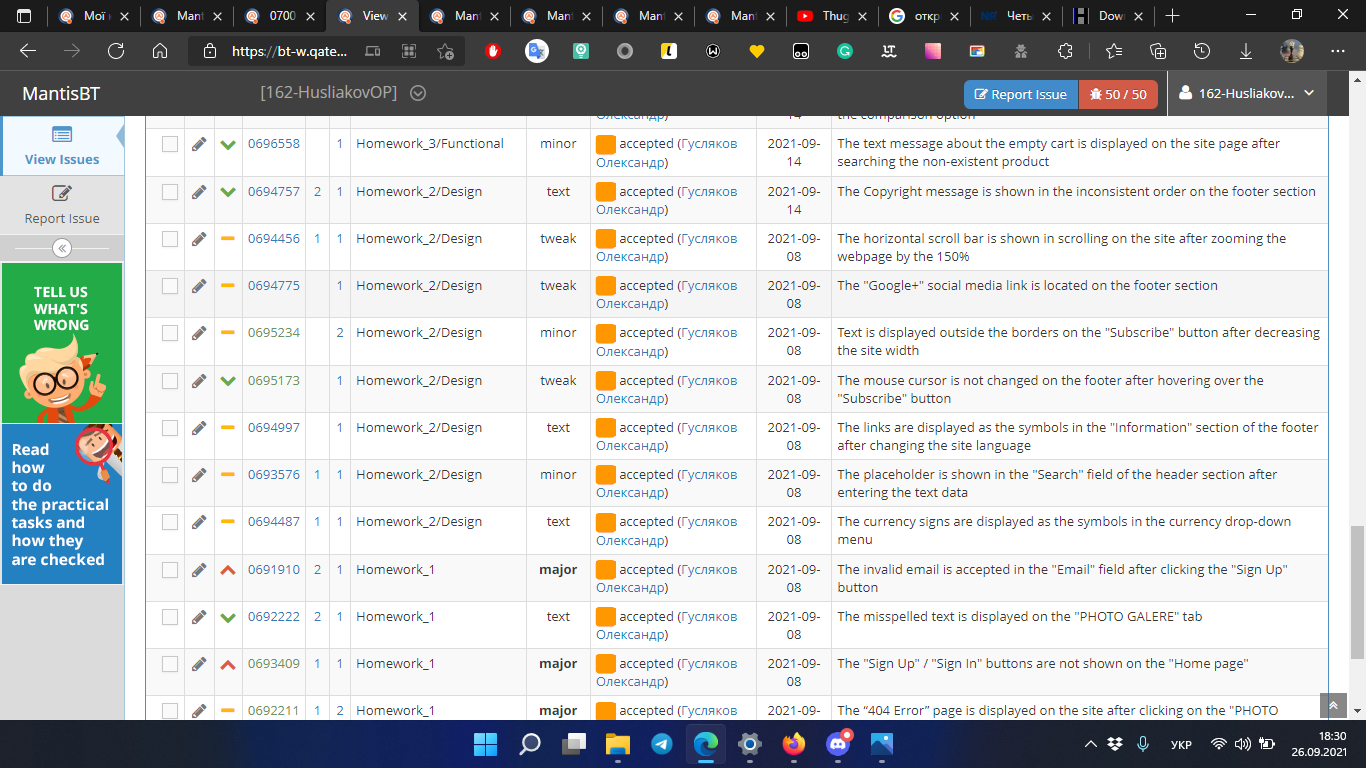 Мої н
Mant
0700
View
Mant
Mant
Mant
Mant
Thug
откр
Четь
Dow
https://bt-w.qate...
MantisBT
[162-HusliakovOP]
Report Issue
50 / 50
162-Husliakov...
View Issues
Report Issue
TELL US
WHAT'S
WRONG
Read
how
to do
the practical
tasks and
how they
are checked
Олександр) 14 the comparison option
0696558 1 Homework_3/Functional minor accepted (Гусляков 2021-09- The text message about the empty cart is displayed on the site page after
Олександр) 14 searching the non-existent product
0694757 2 1 Homework_2/Design text accepted (Гусляков 2021-09- The Copyright message is shown in the inconsistent order on the footer section
Олександр) 14
0694456 1 1 Homework_2/Design tweak accepted (Гусляков 2021-09- The horizontal scroll bar is shown in scrolling on the site after zooming the
Олександр) 08 webpage by the 150%
0694775 1 Homework_2/Design tweak accepted (Гусляков 2021-09- The "Google+" social media link is located on the footer section
Олександр) 08
0695234 2 Homework_2/Design minor accepted (Гусляков 2021-09- Text is displayed outside the borders on the "Subscribe" button after decreasing
Олександр) 08 the site width
0695173 1 Homework_2/Design tweak accepted (Гусляков 2021-09- The mouse cursor is not changed on the footer after hovering over the
Олександр) 08 "Subscribe" button
0694997 1 Homework_2/Design text accepted (Гусляков 2021-09- The links are displayed as the symbols in the "Information" section of the footer
Олександр) 08 after changing the site language
0693576 1 1 Homework_2/Design minor accepted (Гусляков 2021-09- The placeholder is shown in the "Search" field of the header section after
Олександр) 08 entering the text data
0694487 1 1 Homework_2/Design text accepted (Гусляков 2021-09- The currency signs are displayed as the symbols in the currency drop-down
Олександр) 08 menu
0691910 2 1 Homework_1 major accepted (Гусляков 2021-09- The invalid email is accepted in the "Email" field after clicking the "Sign Up"
Олександр) 08 button
0692222 2 1 Homework_1 text accepted (Гусляков 2021-09- The misspelled text is displayed on the "PHOTO GALERE" tab
Олександр) 08
0693409 1 1 Homework_1 major accepted (Гусляков 2021-09- The "Sign Up" / "Sign In" buttons are not shown on the "Home page"
Олександр) 08
0692211 1 2 Homework_1 major accepted (Гусляков 2021-09- The “404 Error” page is displayed on the site after clicking on the "PHOTO
УКР
18:30
26.09.2021